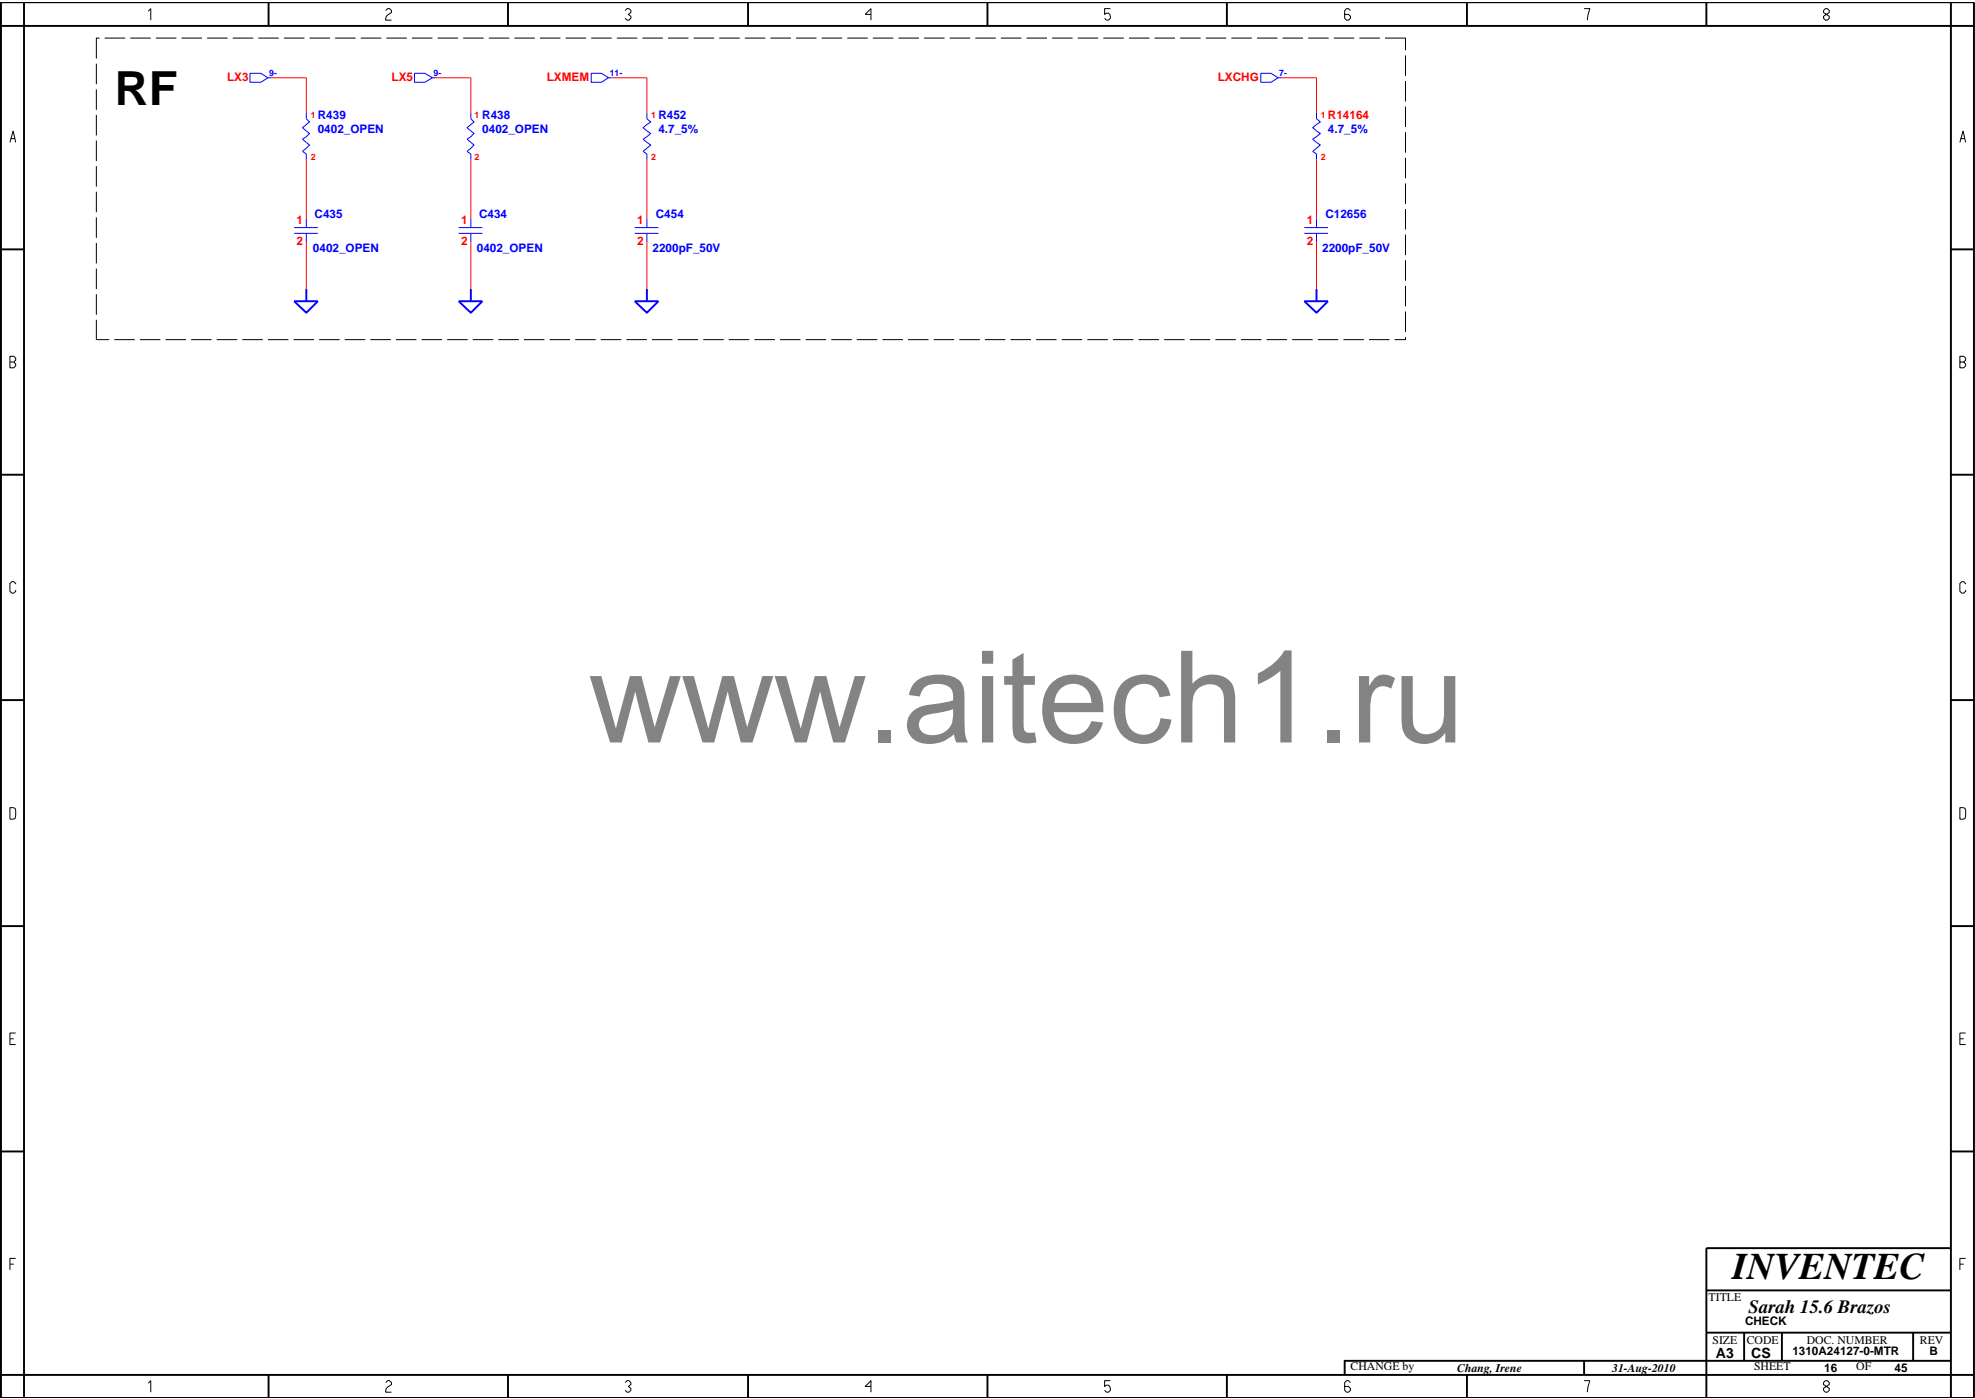 1 2 3 4 5 6 7 8
RF
LX3 9-
LX5 9-
LXMEM 11-
LXCHG 7-
1 R439
0402_OPEN
2
1 R438
0402_OPEN
2
1 R452
4.7_5%
2
1 R14164
4.7_5%
2
A A
C435
1
2
0402_OPEN
C434
1
2
0402_OPEN
C454
1
2
2200pF_50V
C12656
1
2
2200pF_50V
B B
C C
www.aitech1.ru
D D
E E
F F
INVENTEC
TITLE
Sarah 15.6 Brazos
CHECK
SIZE CODE DOC. NUMBER REV
A3 CS 1310A24127-0-MTR B
CHANGE by Chang, Irene 31-Aug-2010 SHEET 16 OF 45
1 2 3 4 5 6 7 8